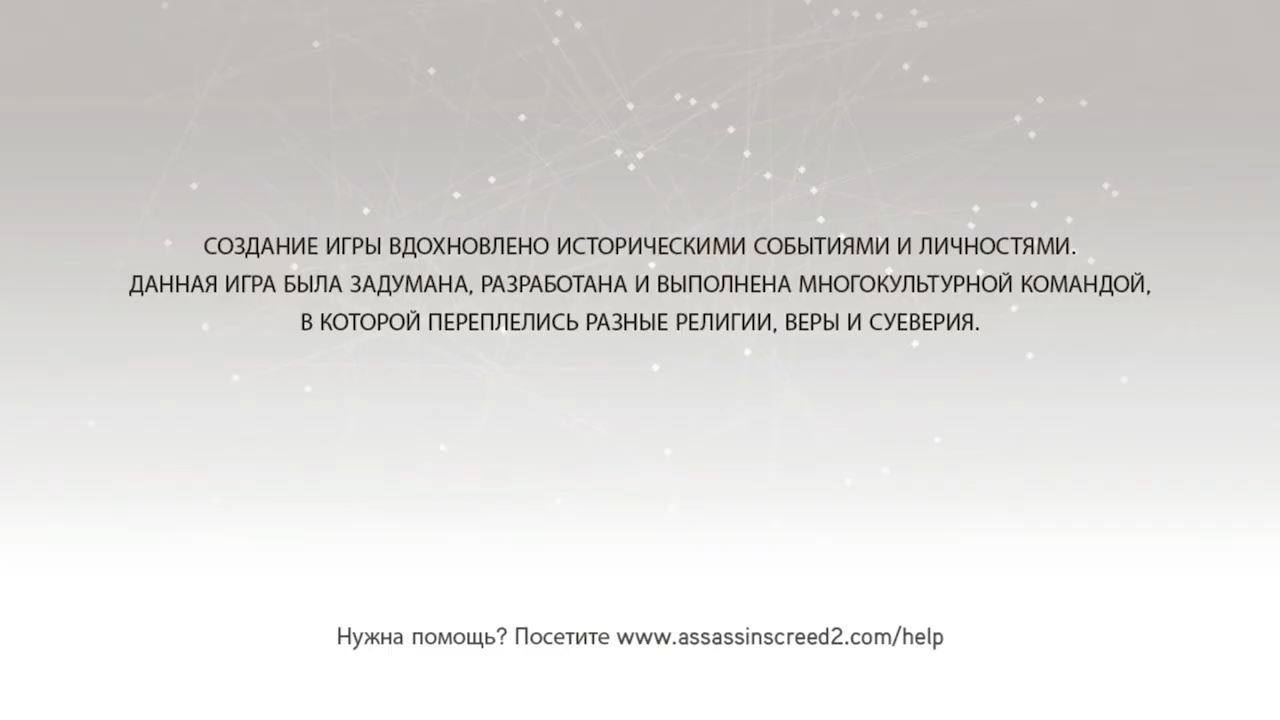 СОЗДАНИЕ ИГРЫ ВДОХНОВЛЕНО ИСТОРИЧЕСКИМИ СОБЫТИЯМИ И ЛИЧНОСТЯМИ.
ДАННАЯ ИГРА БЫЛА ЗАДУМАНА, РАЗРАБОТАНА И ВЫПОЛНЕНА МНОГОКУЛЬТУРНОЙ КОМАНДОЙ,
В КОТОРОЙ ПЕРЕПЛЕЛИСЬ РАЗНЫЕ РЕЛИГИИ, ВЕРЫ И СУЕВЕРИЯ.
Нужна помощь? Посетите www.assassinscreed2.com/help